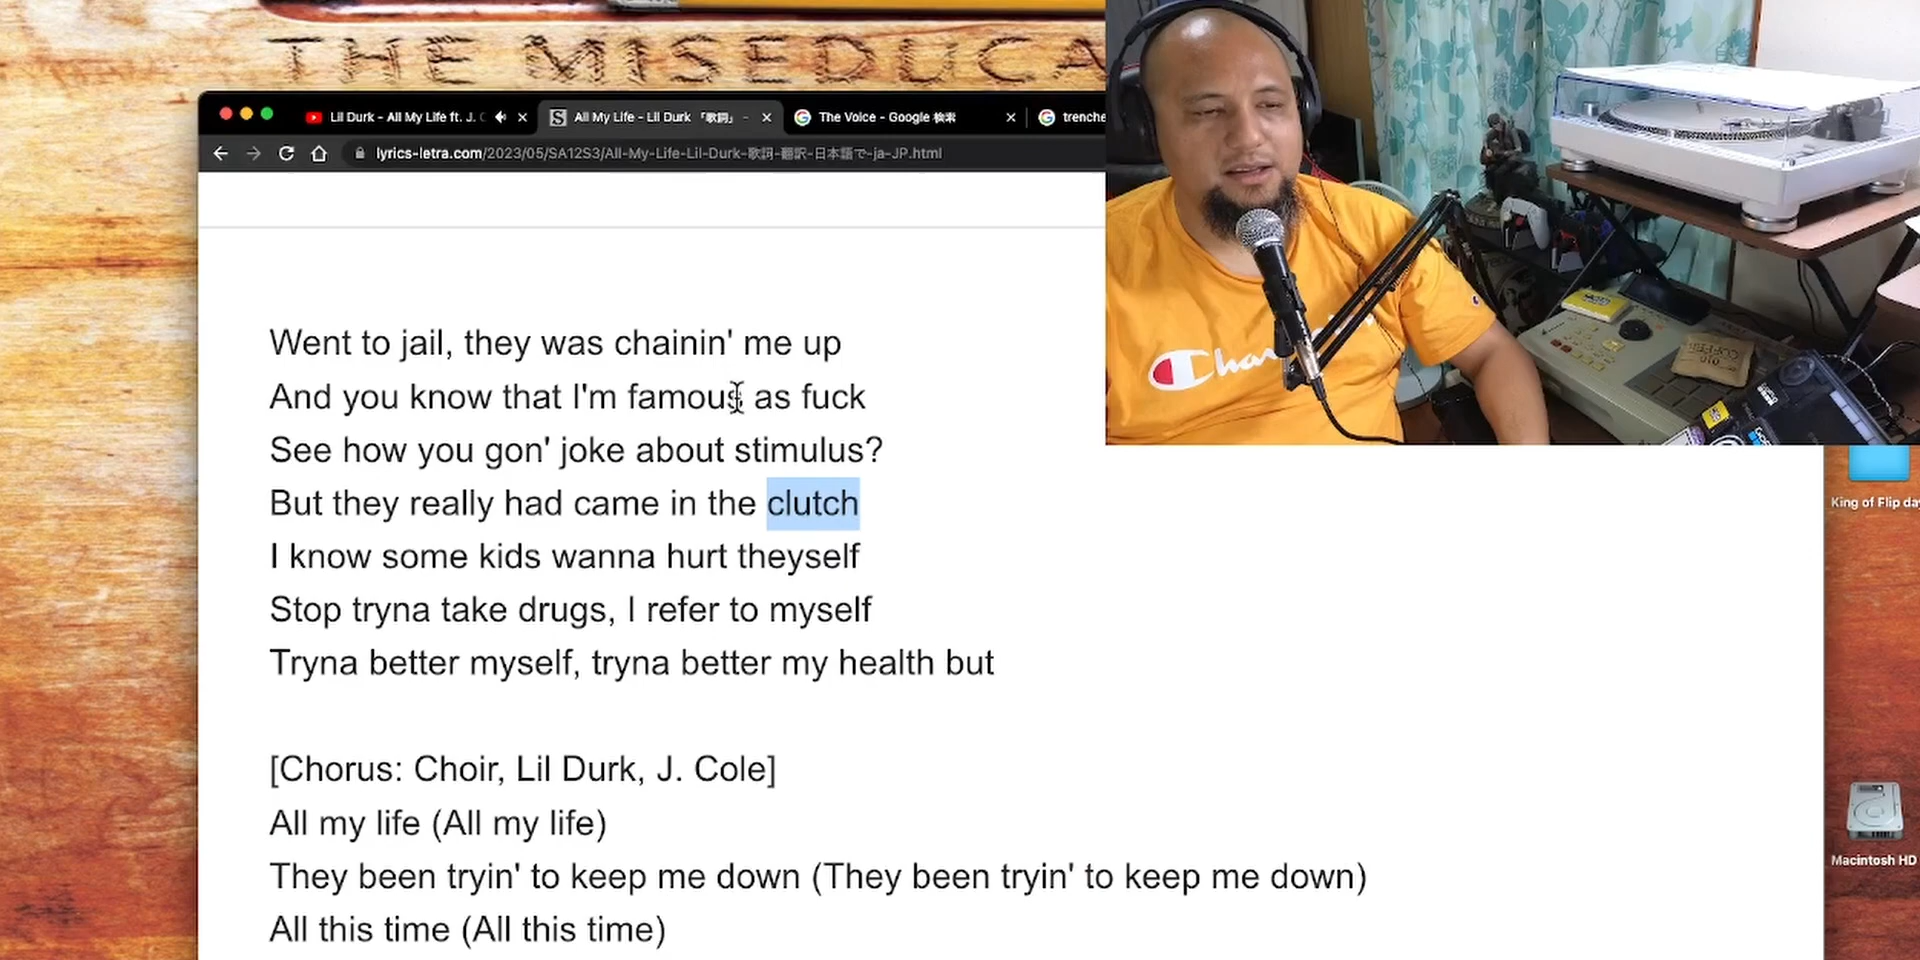 THE MISEDUCA
Lil Durk - All My Life ft. J. C
All My Life - Lil Durk 「歌詞」 -
The Voice - Google 検索
trenche
lyrics-letra.com/2023/05/SA12S3/All-My-Life-Lil-Durk-歌詞-翻訳-日本語で-ja-JP.html
Went to jail, they was chainin' me up
And you know that I'm famous as fuck
See how you gon' joke about stimulus?
But they really had came in the clutch
I know some kids wanna hurt theyself
Stop tryna take drugs, I refer to myself
Tryna better myself, tryna better my health but
[Chorus: Choir, Lil Durk, J. Cole]
All my life (All my life)
They been tryin' to keep me down (They been tryin' to keep me down)
All this time (All this time)
Cham
COFFEE
King of Flip da
Macintosh HD